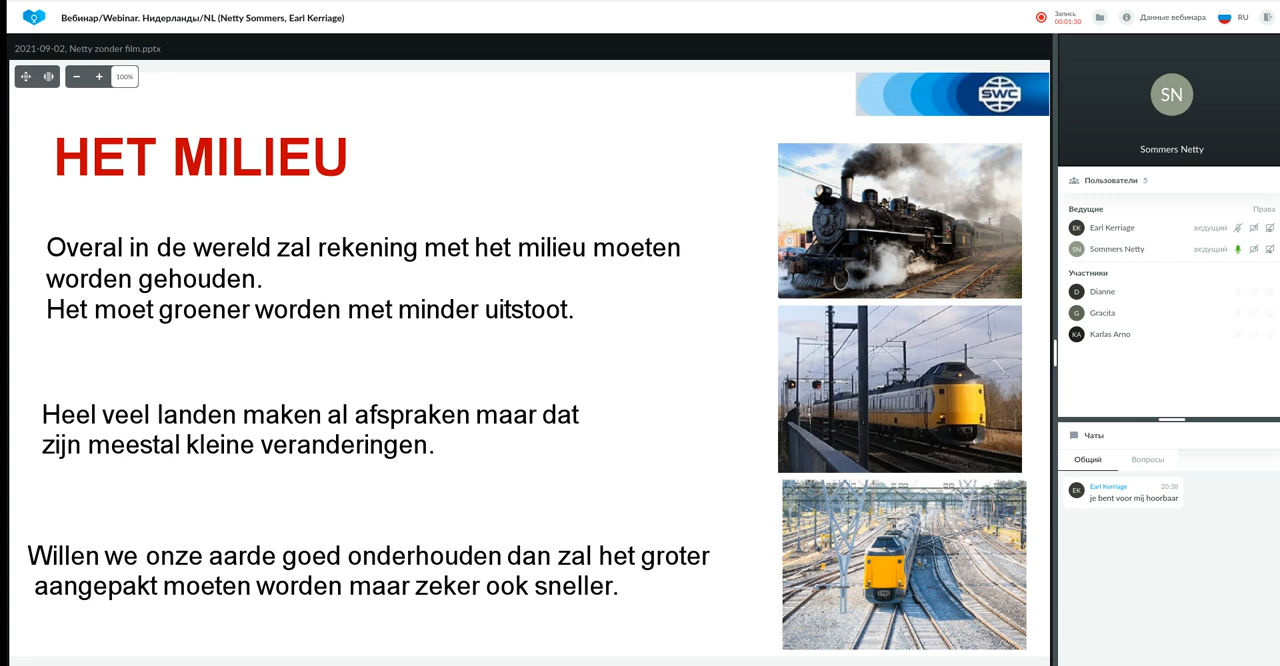 Вебинар/Webinar. Нидерланды/NL (Netty Sommers, Earl Kerriage)
Запись
00:01:30
Данные вебинара
RU
2021-09-02, Netty zonder film.pptx
100%
SWC
HET MILIEU
Overal in de wereld zal rekening met het milieu moeten
worden gehouden.
Het moet groener worden met minder uitstoot.
Heel veel landen maken al afspraken maar dat
zijn meestal kleine veranderingen.
Willen we onze aarde goed onderhouden dan zal het groter
aangepakt moeten worden maar zeker ook sneller.
SN
Sommers Netty
Пользователи 5
Ведущие Права
EK Earl Kerriage ведущий
SN Sommers Netty ведущий
Участники
D Dianne
G Gracita
KA Karlas Arno
Чаты
Общий Вопросы
EK Earl Kerriage 20:38
je bent voor mij hoorbaar